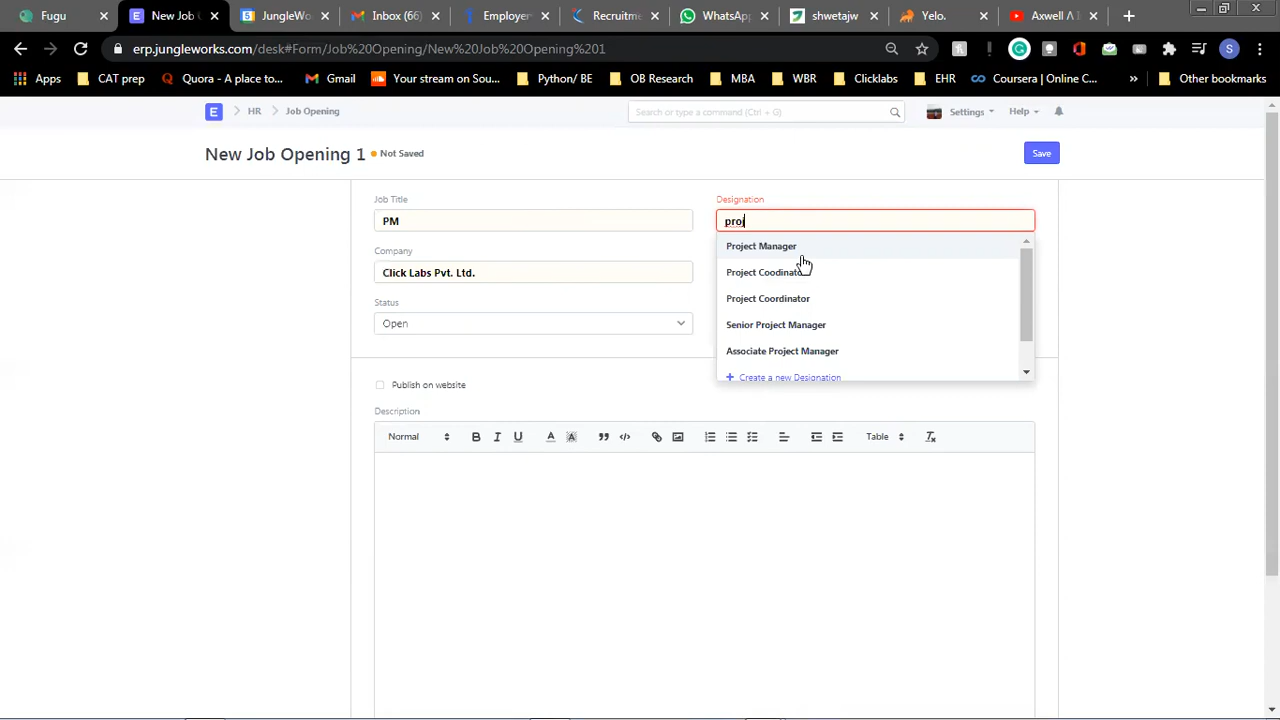 Fugu
New Job O
JungleWo
Inbox (66)
Employer
Recruitme
WhatsApp
shwetajw
Yelo.
Axwell Λ I
erp.jungleworks.com/desk#Form/Job%20Opening/New%20Job%20Opening%201
S
Apps
CAT prep
Quora - A place to...
Gmail
Your stream on Sou...
Python/ BE
OB Research
MBA
WBR
Clicklabs
EHR
Coursera | Online C...
»
Other bookmarks
E
HR
Job Opening
Search or type a command (Ctrl + G)
Settings
Help
New Job Opening 1
Not Saved
Save
Job Title
Designation
PM
proj
Company
Project Manager
Click Labs Pvt. Ltd.
Project Coodinato
Status
Project Coordinator
Open
Senior Project Manager
Associate Project Manager
+ Create a new Designation
Publish on website
Description
Normal
B I U A A
Table